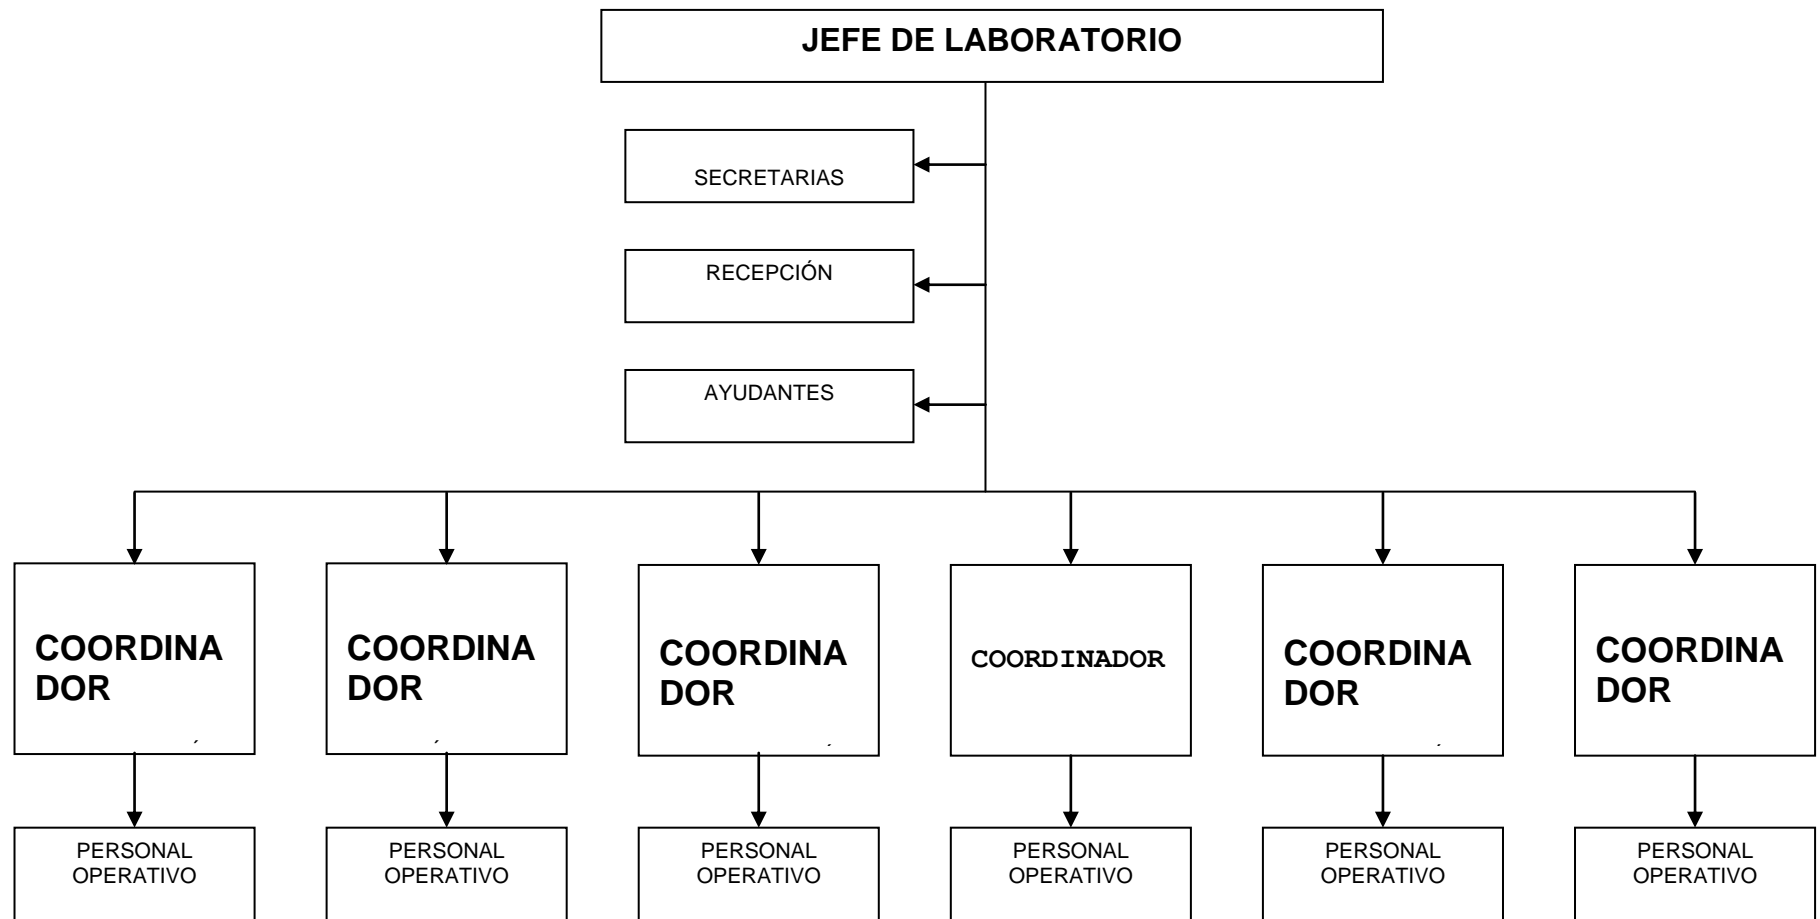 JEFE DE LABORATORIO
SECRETARIAS
RECEPCIÓN
AYUDANTES
COORDINA
DOR
COORDINA
DOR
COORDINA
DOR
COORDINADOR
COORDINA
DOR
COORDINA
DOR
PERSONAL
OPERATIVO
PERSONAL
OPERATIVO
PERSONAL
OPERATIVO
PERSONAL
OPERATIVO
PERSONAL
OPERATIVO
PERSONAL
OPERATIVO